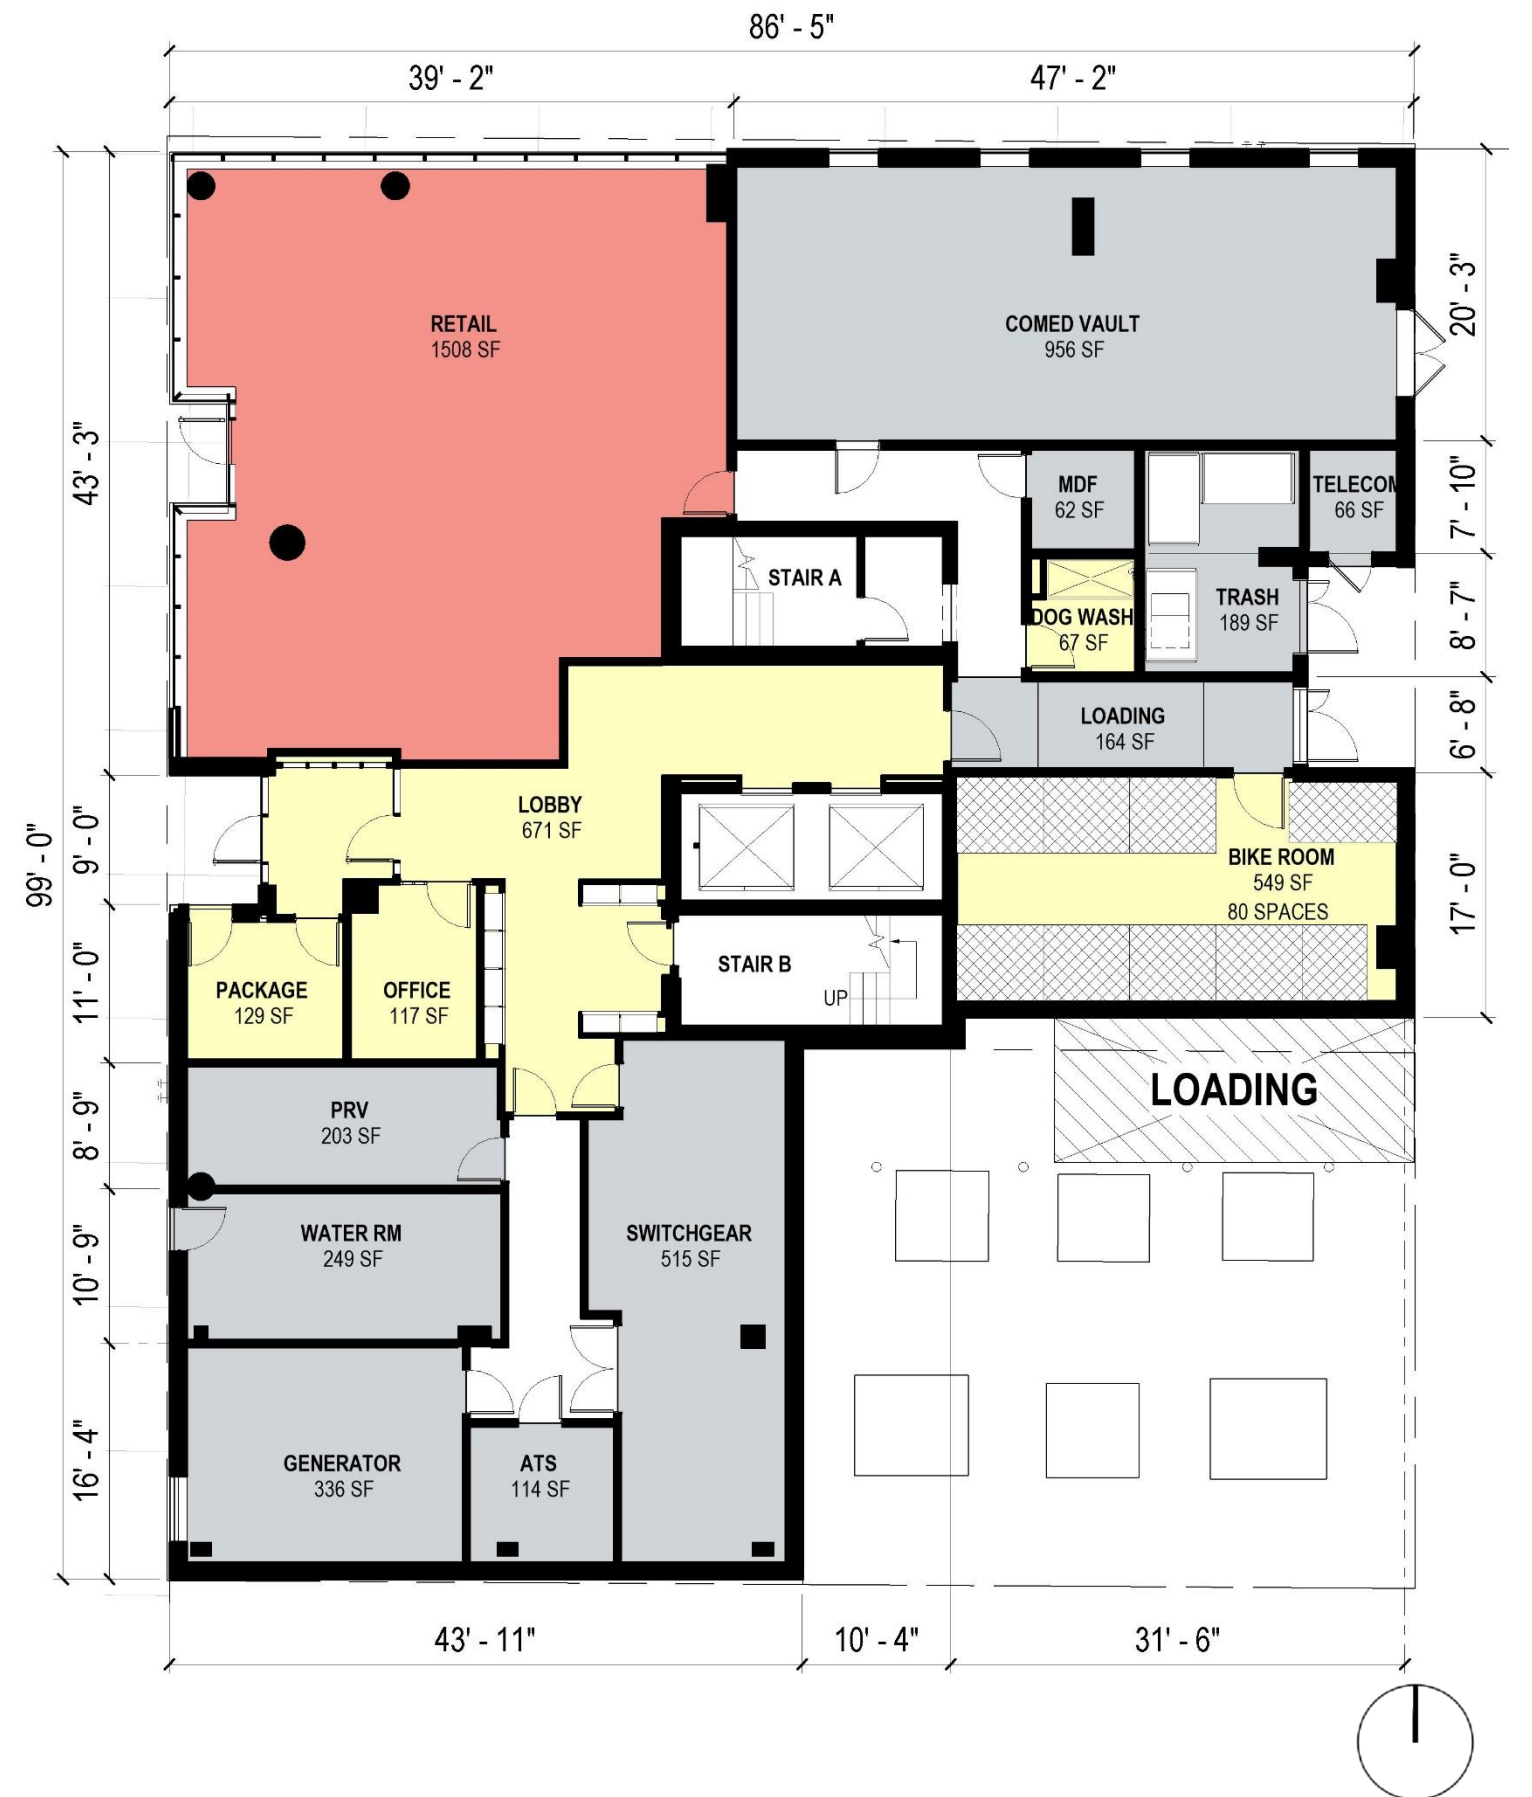 86' - 5"
39' - 2"
47' - 2"
RETAIL
1508 SF
COMED VAULT
956 SF
20' - 3"
43' - 3"
MDF
62 SF
TELECOM
66 SF
7' - 10"
STAIR A
DOG WASH
67 SF
TRASH
189 SF
8' - 7"
LOADING
164 SF
6' - 8"
LOBBY
671 SF
99' - 0"
9' - 0"
BIKE ROOM
549 SF
80 SPACES
17' - 0"
STAIR B
UP
11' - 0"
PACKAGE
129 SF
OFFICE
117 SF
LOADING
8' - 9"
PRV
203 SF
WATER RM
249 SF
SWITCHGEAR
515 SF
10' - 9"
GENERATOR
336 SF
ATS
114 SF
16' - 4"
43' - 11"
10' - 4"
31' - 6"